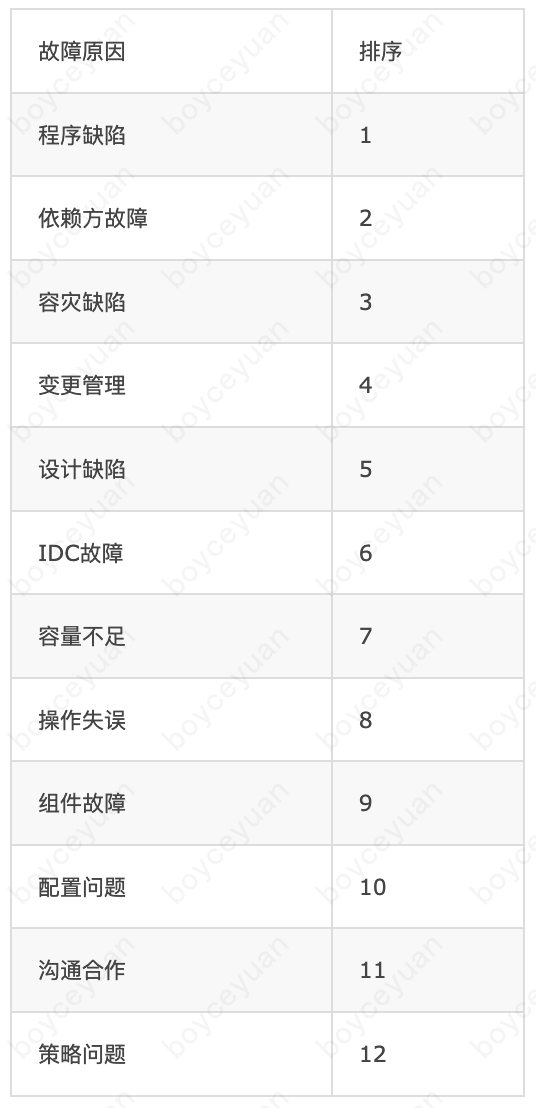 故障原因 排序
程序缺陷 1
依赖方故障 2
容灾缺陷 3
变更管理 4
设计缺陷 5
IDC故障 6
容量不足 7
操作失误 8
组件故障 9
配置问题 10
沟通合作 11
策略问题 12
boyceyuan